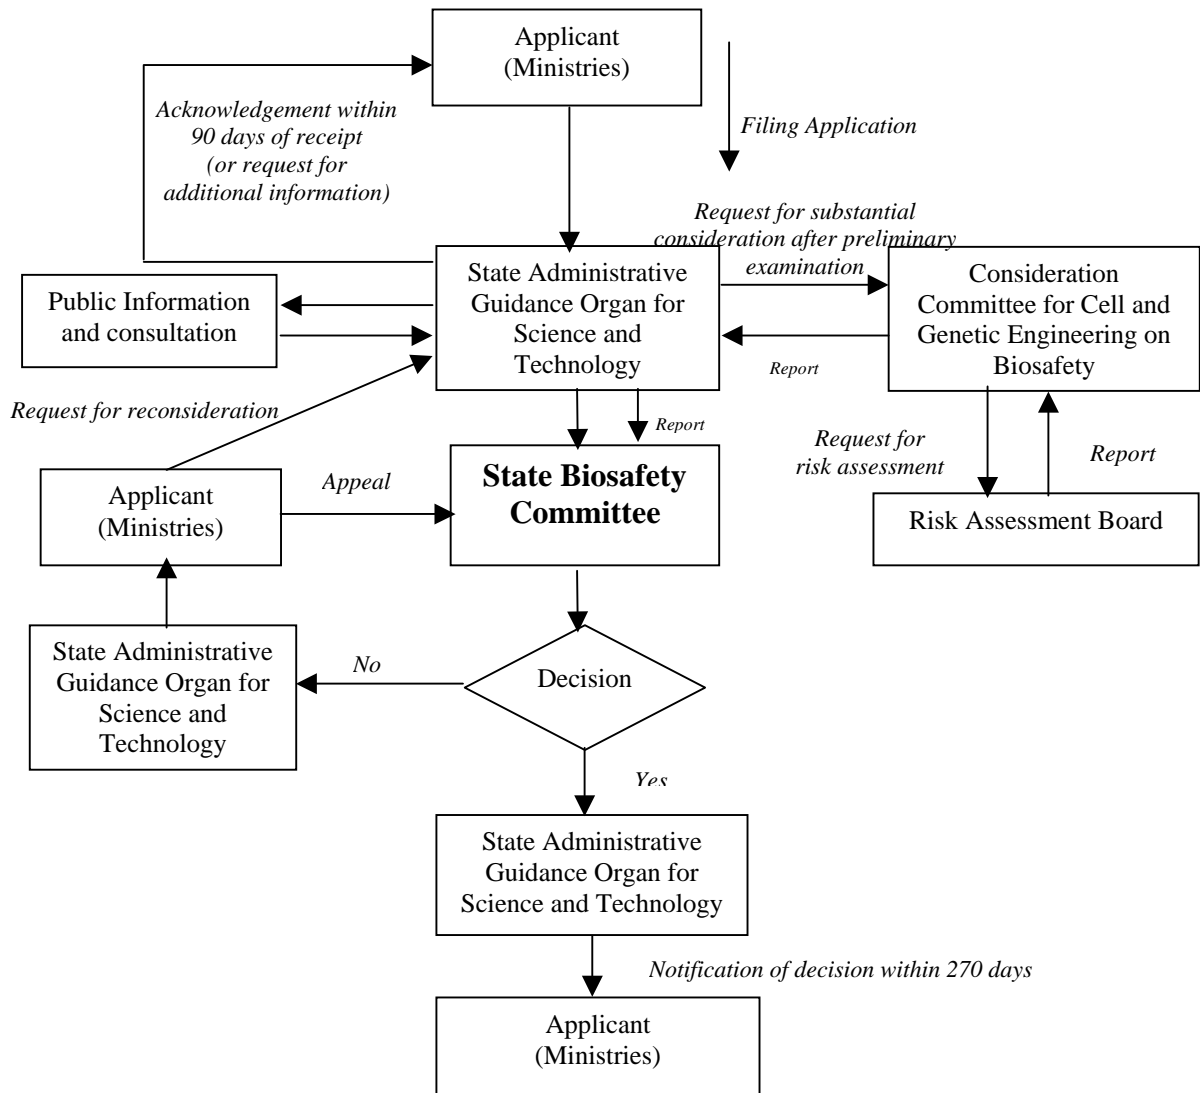 Applicant
(Ministries)
Acknowledgement within
90 days of receipt
(or request for
additional information)
Filing Application
Request for substantial
consideration after preliminary
examination
State Administrative
Guidance Organ for
Science and
Technology
Consideration
Committee for Cell and
Genetic Engineering on
Biosafety
Public Information
and consultation
Report
Request for reconsideration
Report
Request for
risk assessment
Report
Applicant
(Ministries)
Appeal
State Biosafety
Committee
Risk Assessment Board
State Administrative
Guidance Organ for
Science and
Technology
No
Decision
Yes
State Administrative
Guidance Organ for
Science and Technology
Notification of decision within 270 days
Applicant
(Ministries)